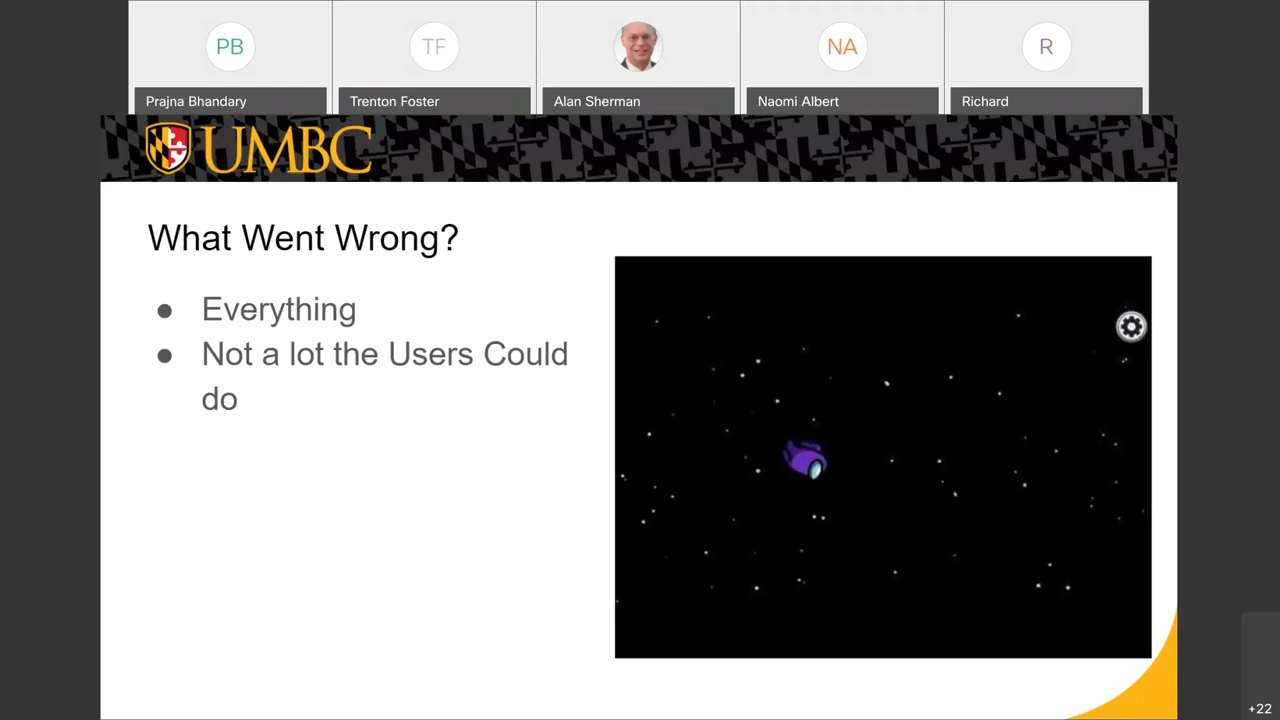 PB
TF
NA
R
Prajna Bhandary
Trenton Foster
Alan Sherman
Naomi Albert
Richard
UMBC
What Went Wrong?
● Everything
● Not a lot the Users Could
do
+22